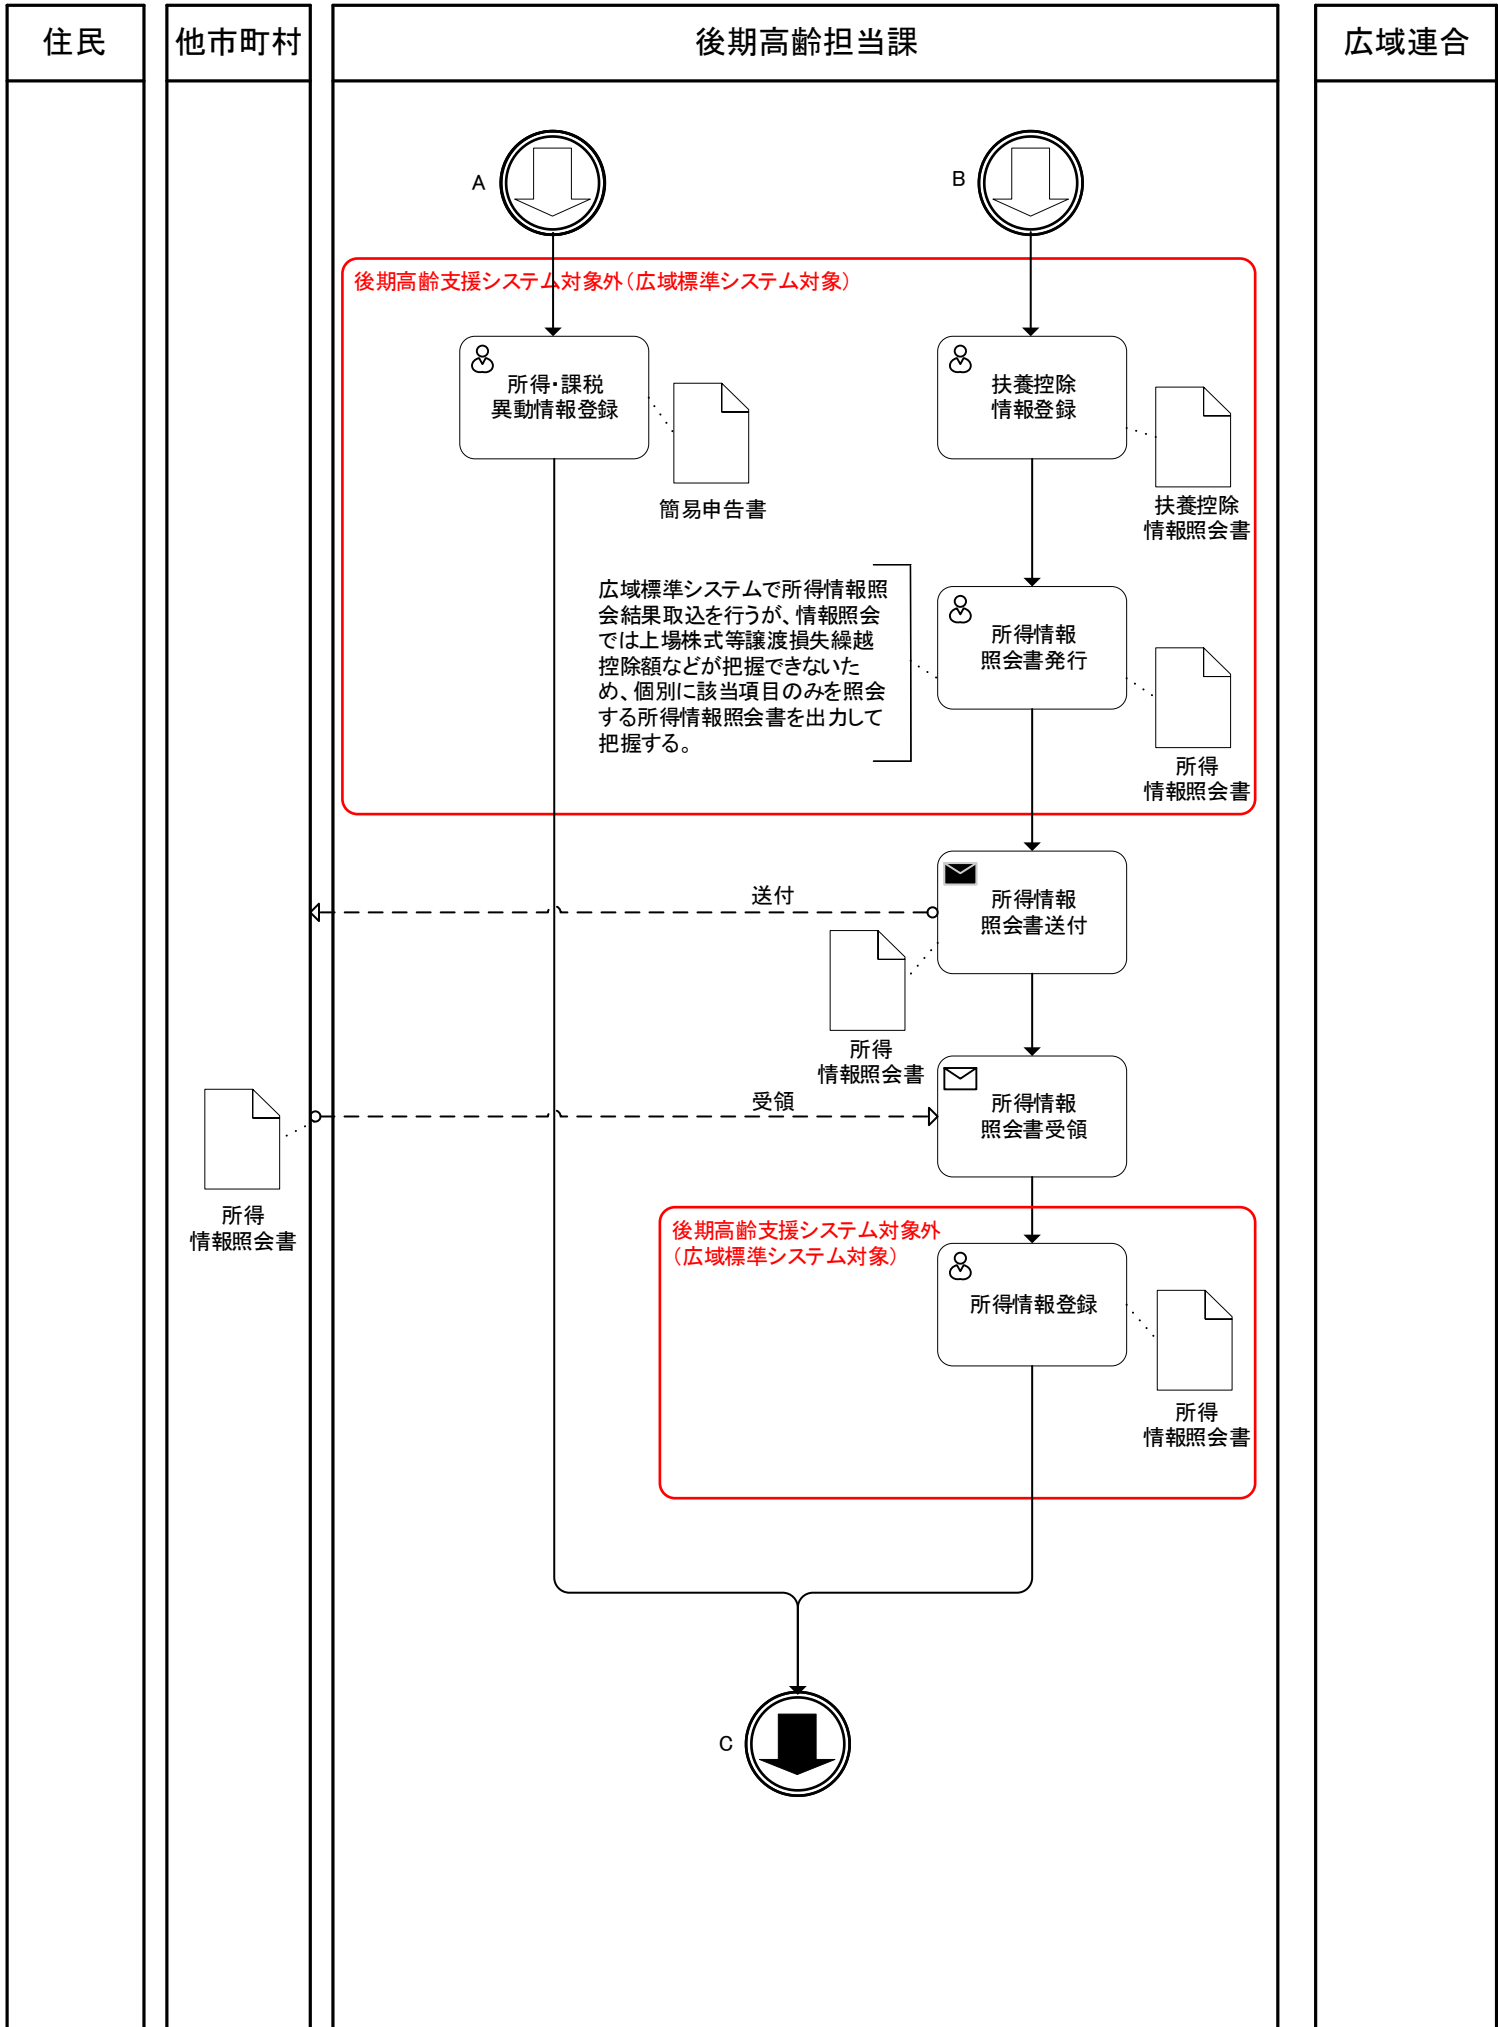 住民
他市町村
後期高齢担当課
広域連合
A
B
後期高齢支援システム対象外（広域標準システム対象）
所得・課税
異動情報登録
簡易申告書
扶養控除
情報登録
扶養控除
情報照会書
広域標準システムで所得情報照
会結果取込を行うが、情報照会
では上場株式等譲渡損失繰越
控除額などが把握できないた
め、個別に該当項目のみを照会
する所得情報照会書を出力して
把握する。
所得情報
照会書発行
所得
情報照会書
送付
所得情報
照会書送付
所得
情報照会書
受領
所得情報
照会書受領
所得
情報照会書
後期高齢支援システム対象外
（広域標準システム対象）
所得情報登録
所得
情報照会書
C